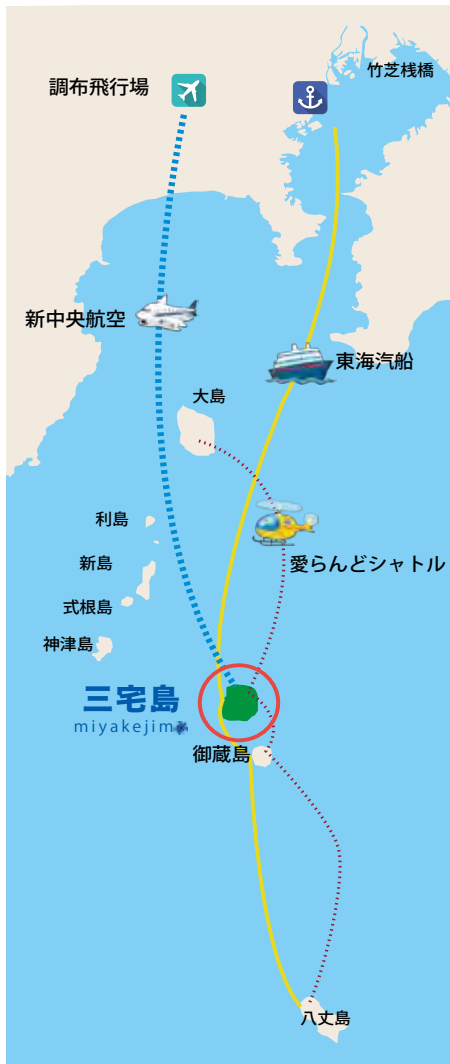 竹芝桟橋
調布飛行場
新中央航空
東海汽船
大島
利島
愛らんどシャトル
新島
式根島
神津島
三宅島
miyakejima
御蔵島
八丈島